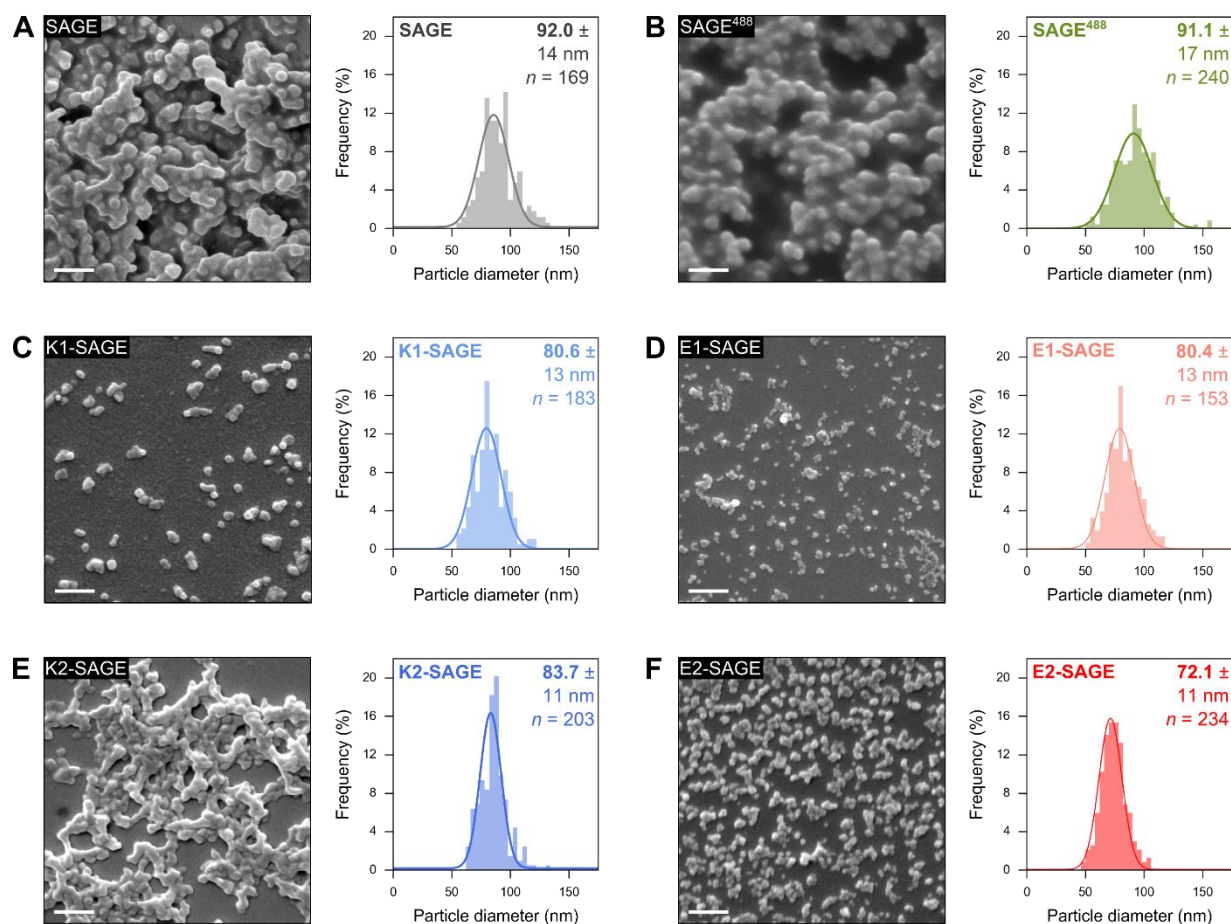 A
SAGE
SAGE
92.0 ±
14 nm
n = 169
Frequency (%)
22
20
16
12
8
4
0
0 50 100 150
Particle diameter (nm)
B
SAGE⁴⁸⁸
SAGE⁴⁸⁸
91.1 ±
17 nm
n = 240
Frequency (%)
20
16
12
8
4
0
0 50 100 150
Particle diameter (nm)
C
K1-SAGE
K1-SAGE
80.6 ±
13 nm
n = 183
Frequency (%)
20
16
12
8
4
0
0 50 100 150
Particle diameter (nm)
D
E1-SAGE
E1-SAGE
80.4 ±
13 nm
n = 153
Frequency (%)
20
16
12
8
4
0
0 50 100 150
Particle diameter (nm)
E
K2-SAGE
K2-SAGE
83.7 ±
11 nm
n = 203
Frequency (%)
20
16
12
8
4
0
0 50 100 150
Particle diameter (nm)
F
E2-SAGE
E2-SAGE
72.1 ±
11 nm
n = 234
Frequency (%)
20
16
12
8
4
0
0 50 100 150
Particle diameter (nm)